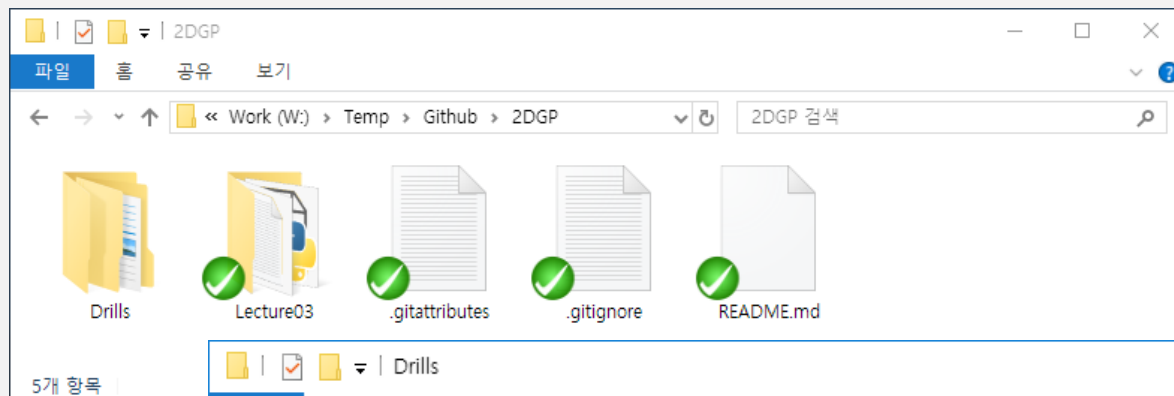 2DGP
파일 홈 공유 보기
« Work (W:) › Temp › Github › 2DGP 2DGP 검색
Drills Lecture03 .gitattributes .gitignore README.md
5개 항목
Drills